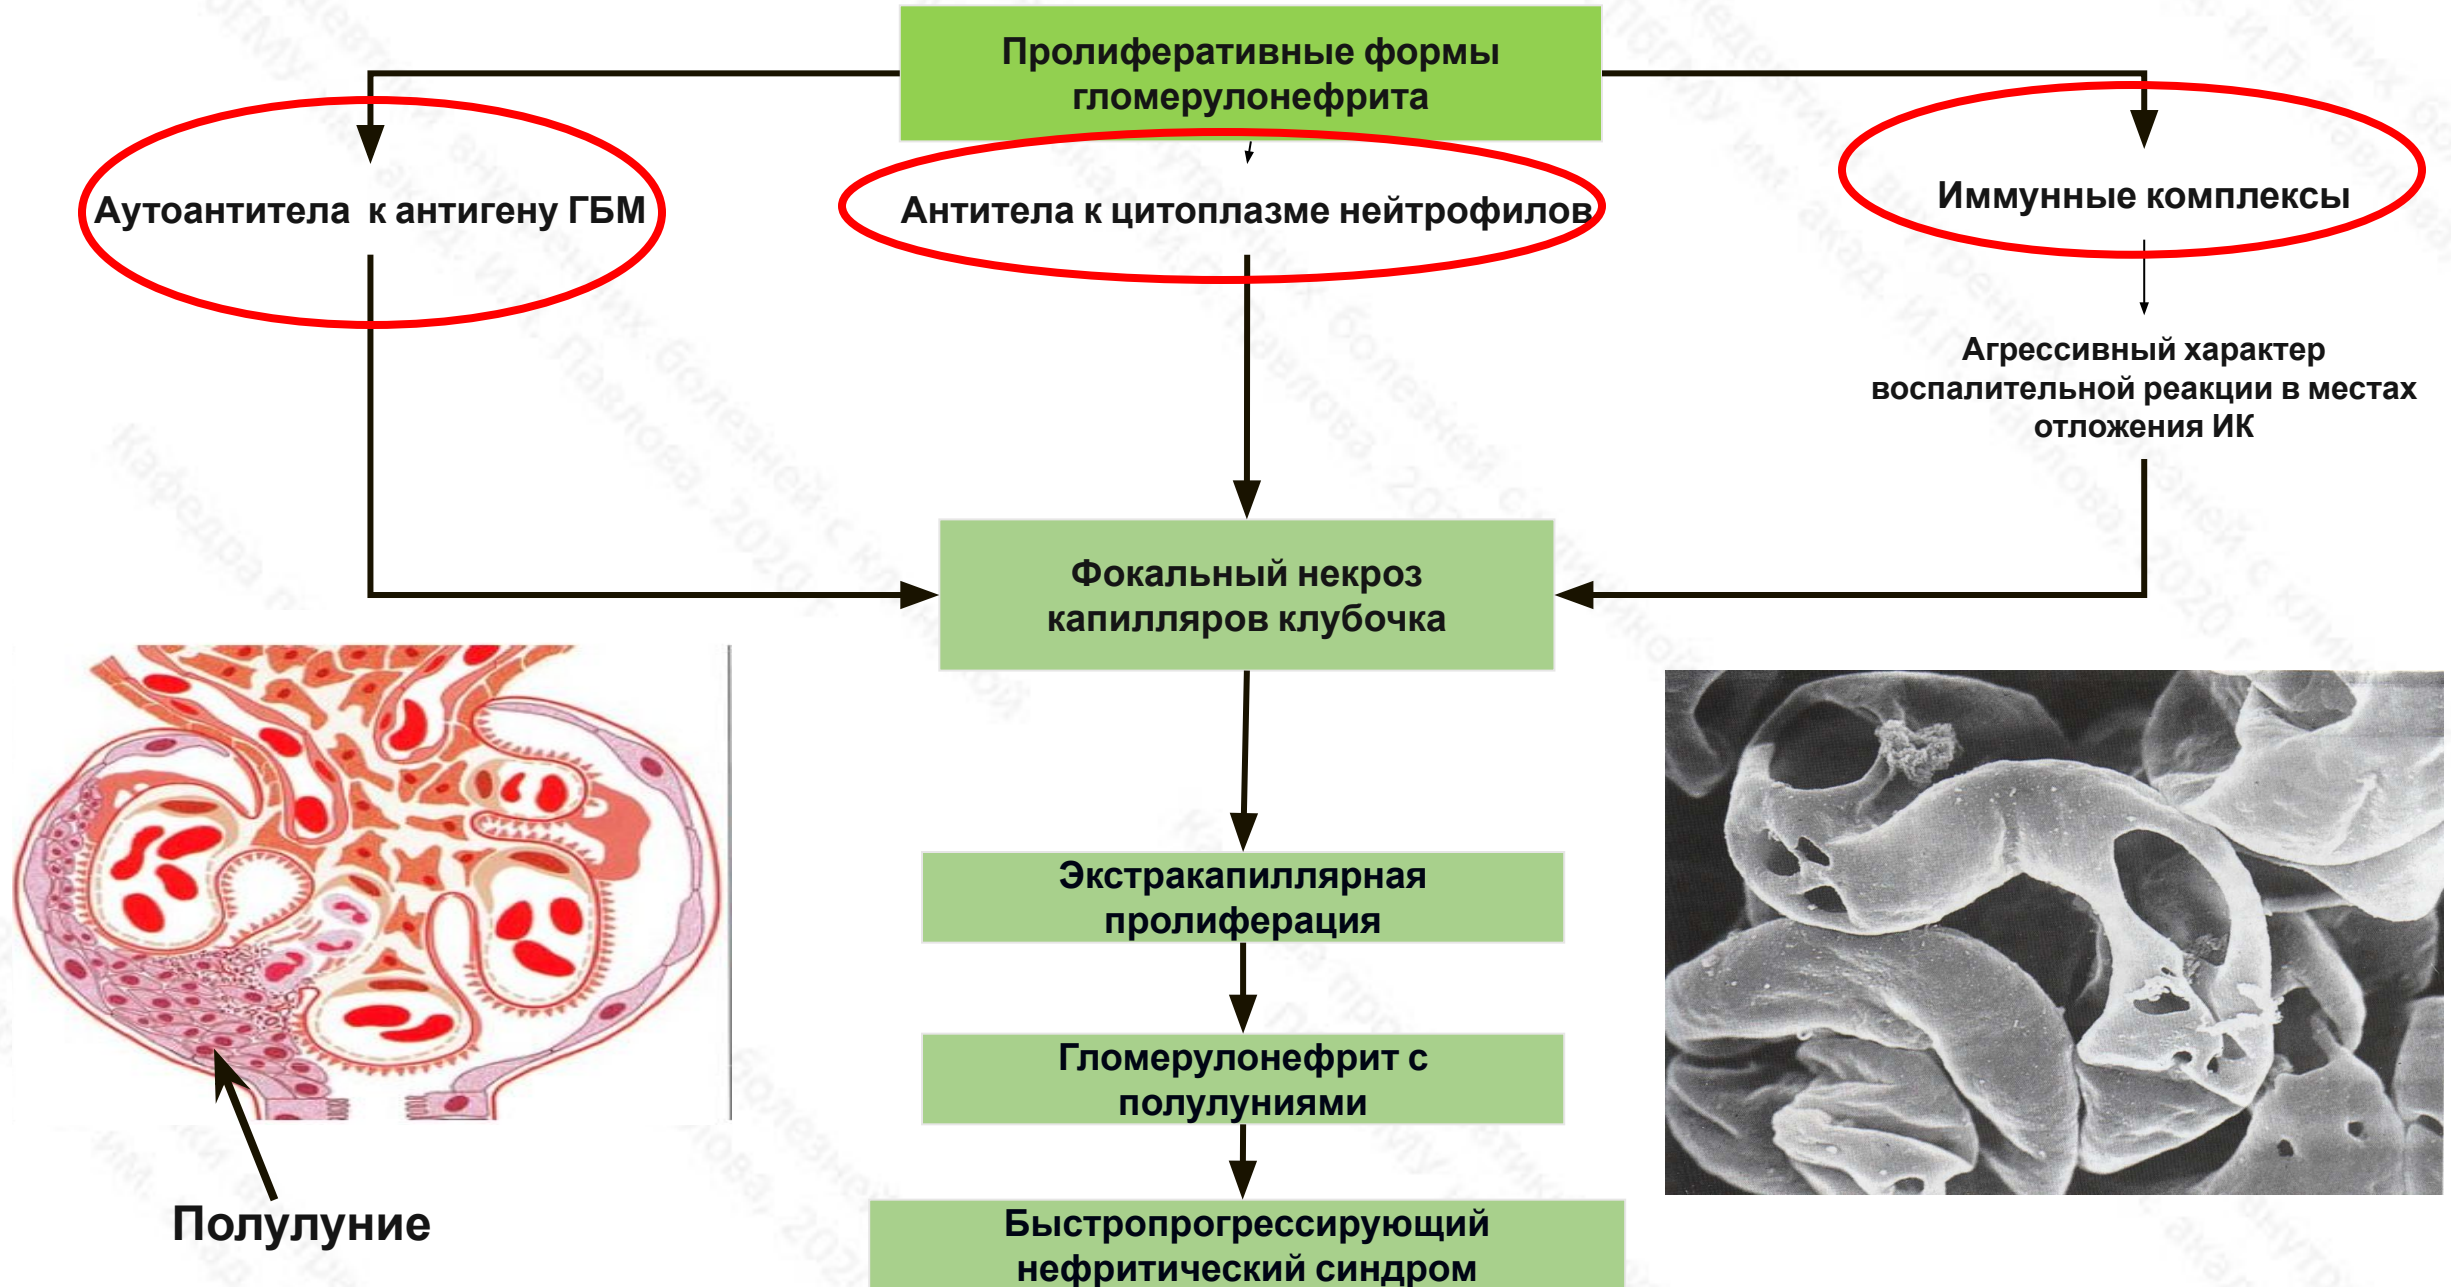 Пролиферативные формы
гломерулонефрита
Аутоантитела к антигену ГБМ
Антитела к цитоплазме нейтрофилов
Иммунные комплексы
Агрессивный характер
воспалительной реакции в местах
отложения ИК
Фокальный некроз
капилляров клубочка
Экстракапиллярная
пролиферация
Гломерулонефрит с
полулуниями
Быстропрогрессирующий
нефритический синдром
Полулуние